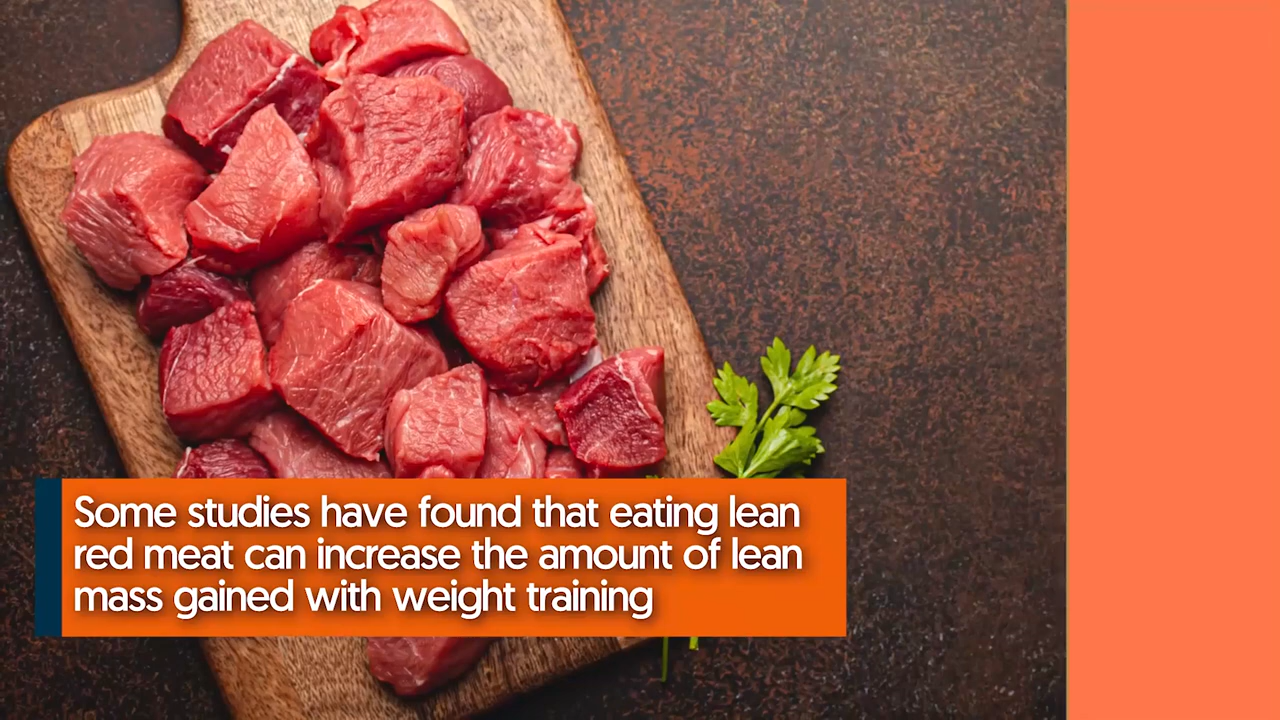 Some studies have found that eating lean
red meat can increase the amount of lean
mass gained with weight training